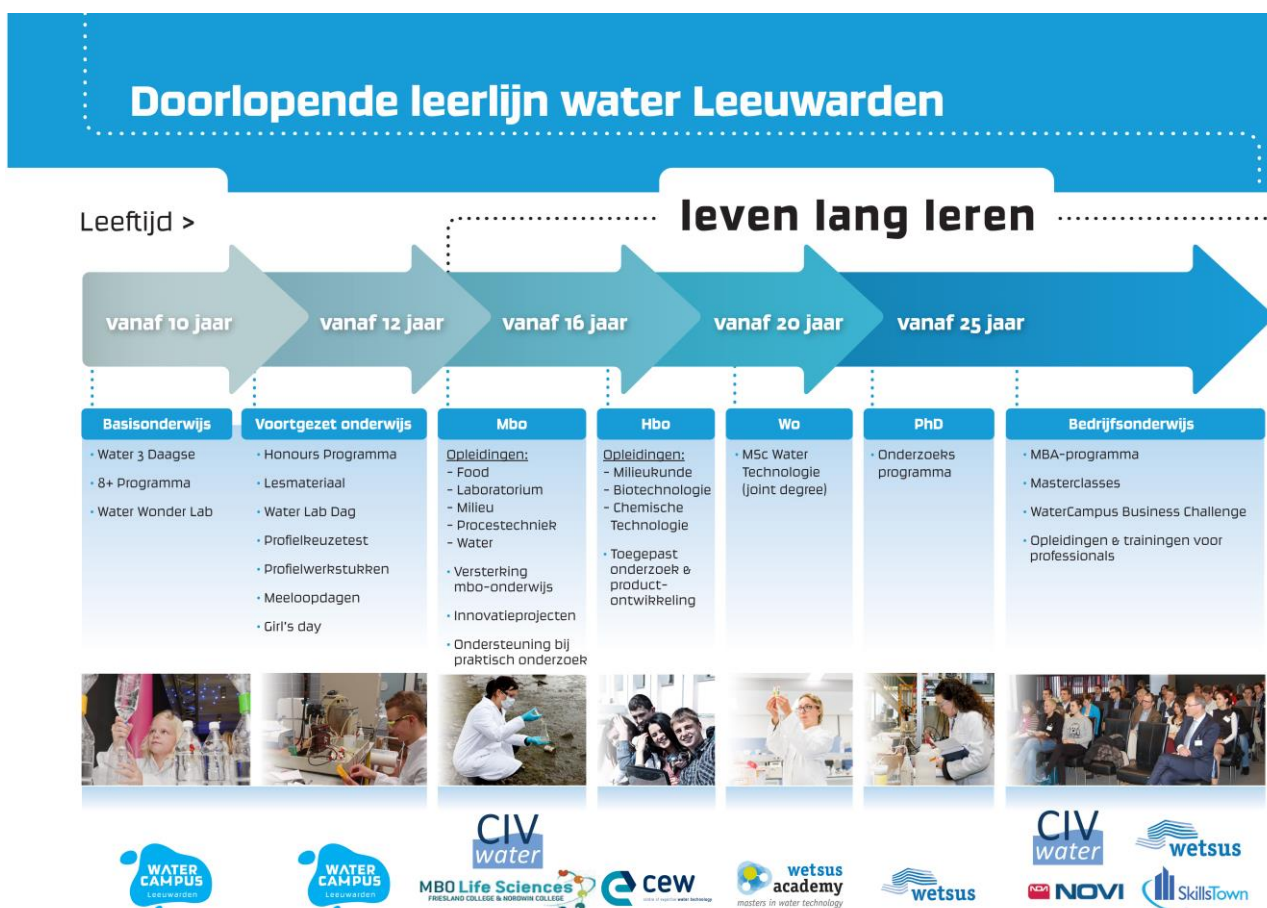 Doorlopende leerlijn water Leeuwarden
Leeftijd >
leven lang leren
vanaf 10 jaar
vanaf 12 jaar
vanaf 16 jaar
vanaf 20 jaar
vanaf 25 jaar
Basisonderwijs
• Water 3 Daagse
• 8+ Programma
• Water Wonder Lab
Voortgezet onderwijs
• Honours Programma
• Lesmateriaal
• Water Lab Dag
• Profielkeuzetest
• Profielwerkstukken
• Meeloopdagen
• Girl's day
Mbo
Opleidingen:
- Food
- Laboratorium
- Milieu
- Procestechniek
- Water
• Versterking
mbo-onderwijs
• Innovatieprojecten
• Ondersteuning bij
praktisch onderzoek
Hbo
Opleidingen:
- Milieukunde
- Biotechnologie
- Chemische
Technologie
• Toegepast
onderzoek &
product-
ontwikkeling
Wo
• MSc Water
Technologie
(joint degree)
PhD
• Onderzoeks
programma
Bedrijfsonderwijs
• MBA-programma
• Masterclasses
• WaterCampus Business Challenge
• Opleidingen & trainingen voor
professionals
WATER
CAMPUS
Leeuwarden
WATER
CAMPUS
Leeuwarden
CIV
water
MBO Life Sciences
FRIESLAND COLLEGE & NORDWIN COLLEGE
cew
centre of expertise water technology
wetsus
academy
masters in water technology
wetsus
CIV
water
wetsus
NOVI
SkillsTown